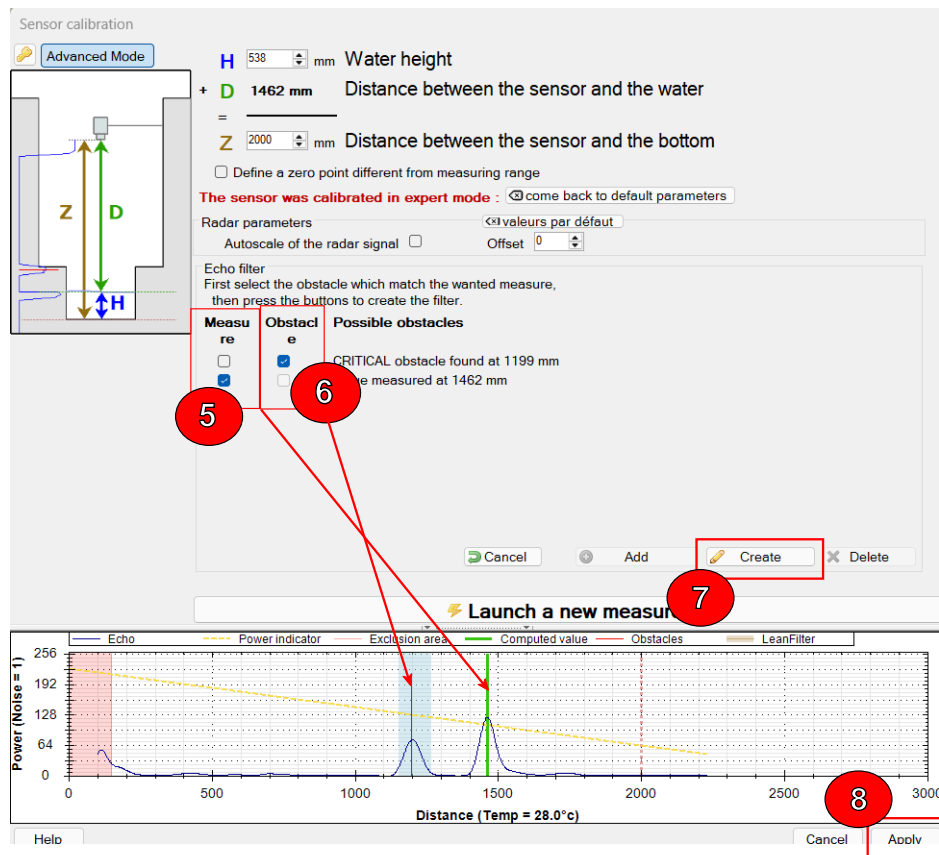 Sensor calibration
Advanced Mode
H 538 mm Water height
+ D 1462 mm Distance between the sensor and the water
=
Z 2000 mm Distance between the sensor and the bottom
Define a zero point different from measuring range
The sensor was calibrated in expert mode : come back to default parameters
Radar parameters valeurs par défaut
Autoscale of the radar signal Offset 0
Echo filter
First select the obstacle which match the wanted measure,
then press the buttons to create the filter.
Measu Obstacl Possible obstacles
re e
CRITICAL obstacle found at 1199 mm
measured at 1462 mm
5 6
Z D
H
Cancel Add Create Delete
7
Launch a new
Echo Power indicator Exclusion area Computed value Obstacles LeanFilter
Power (Noise = 1)
256
192
128
64
0
0 500 1000 1500 2000 2500 3000
8
Distance (Temp = 28.0°c)
Help Cancel Apply